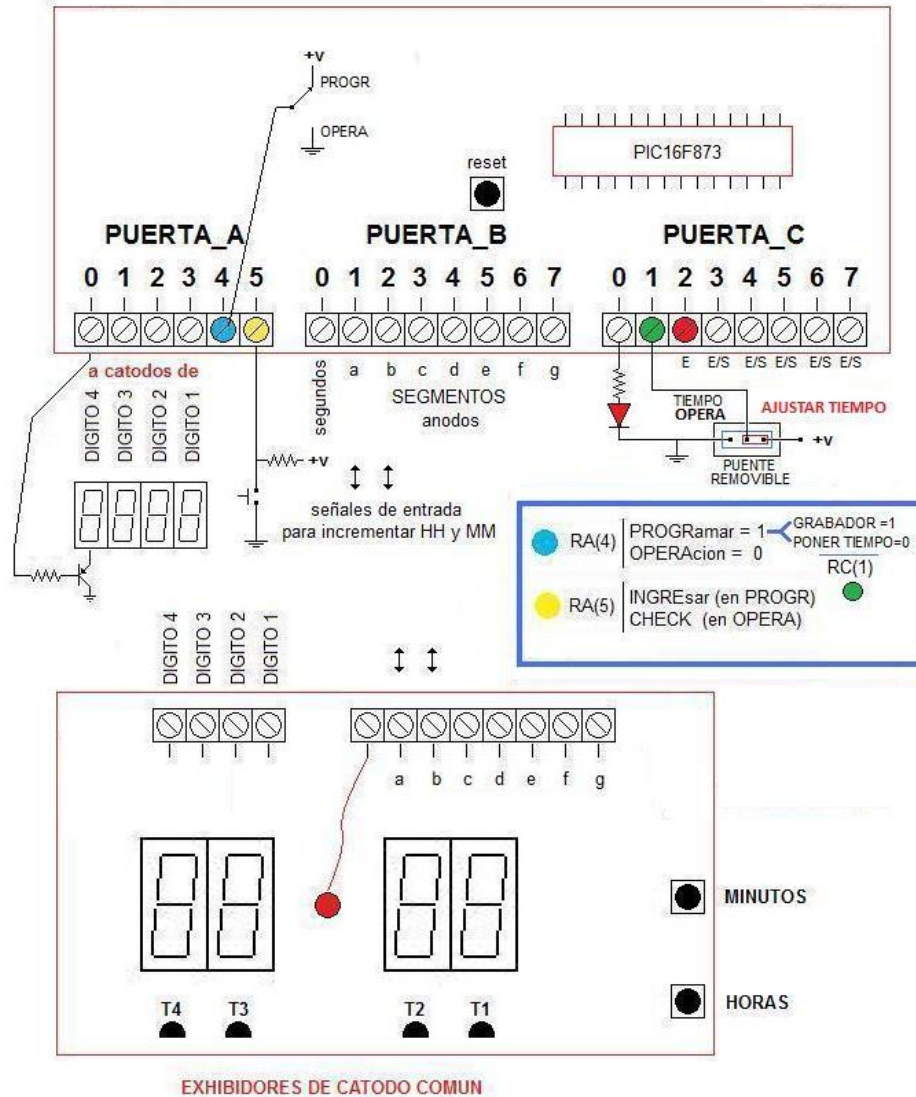 +v
PROGR
OPERA
PIC16F873
reset
PUERTA_A PUERTA_B PUERTA_C
0 1 2 3 4 5 0 1 2 3 4 5 6 7 0 1 2 3 4 5 6 7
a catodos de
DIGITO 4
DIGITO 3
DIGITO 2
DIGITO 1
segundos
a b c d e f g
SEGMENTOS
anodos
E E/S E/S E/S E/S E/S
TIEMPO
OPERA
AJUSTAR TIEMPO
+v
+v
PUENTE
REMOVIBLE
señales de entrada
para incrementar HH y MM
RA(4) PROGRamar = 1 GRABADOR =1
OPERAcion = 0 PONER TIEMPO=0
RC(1)
RA(5) INGREsar (en PROGR)
CHECK (en OPERA)
DIGITO 4
DIGITO 3
DIGITO 2
DIGITO 1
a b c d e f g
MINUTOS
HORAS
T4 T3 T2 T1
EXHIBIDORES DE CATODO COMUN